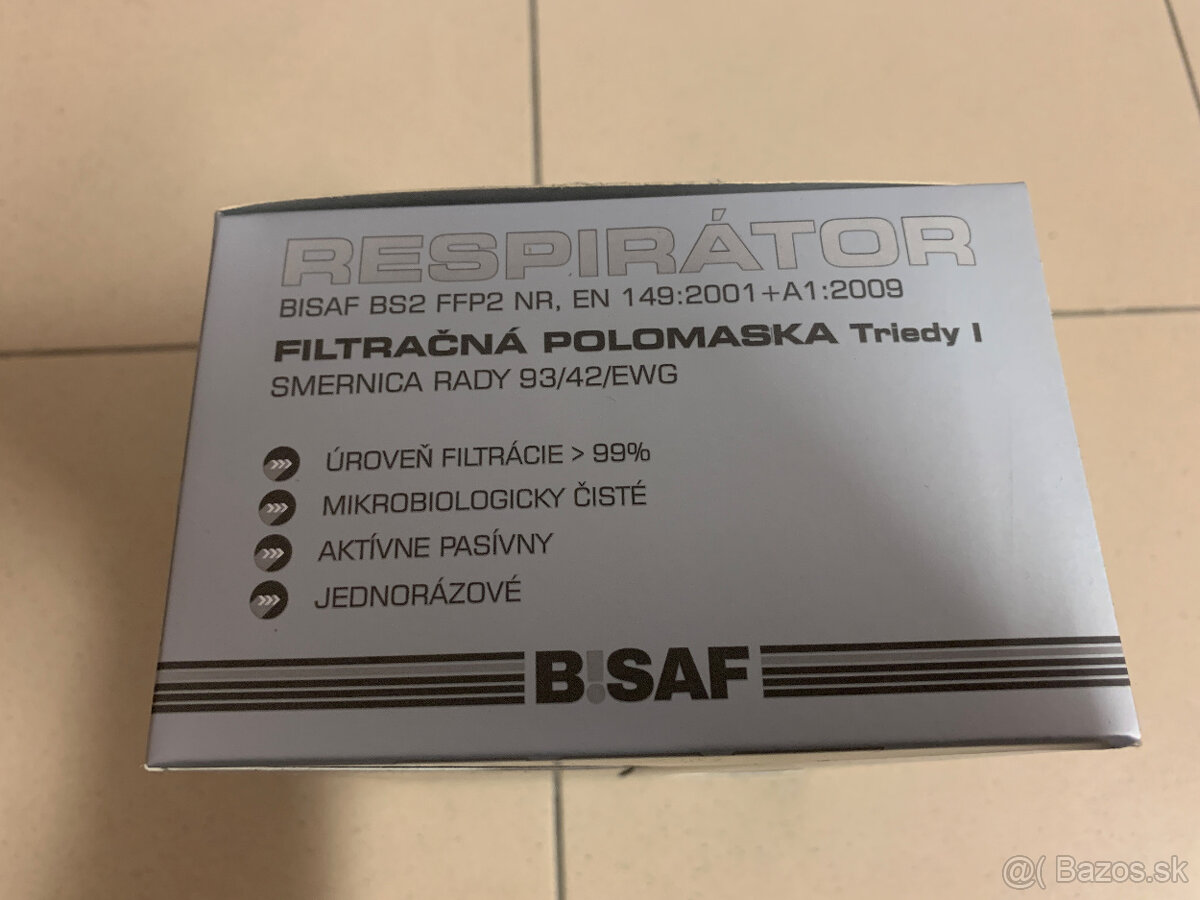 RESPIRÁTOR
BISAF BS2 FFP2 NR, EN 149:2001+A1:2009
FILTRAČNÁ POLOMASKA Triedy I
SMERNICA RADY 93/42/EWG
ÚROVEŇ FILTRÁCIE > 99%
MIKROBIOLOGICKY ČISTÉ
AKTÍVNE PASÍVNY
JEDNORÁZOVÉ
B!SAF
@( Bazos.sk